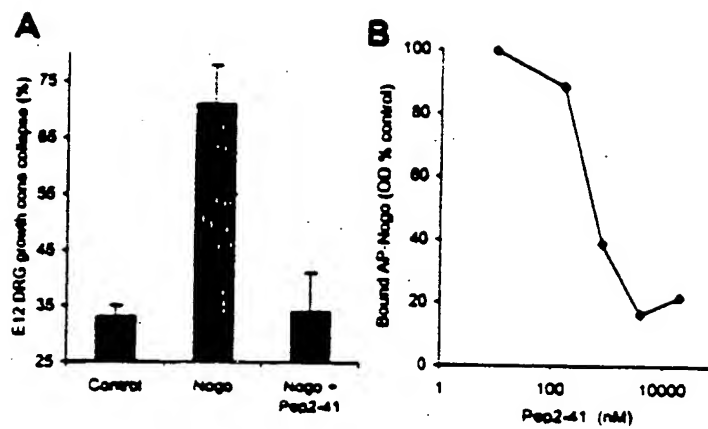 A
E12 DRG growth cone collapse (%)
75
65
55
45
35
25
Control
Nogo
Nogo +
Pep2-41
B
Bound AP-Nogo (OD % control)
100
80
60
40
20
0
1
100
10000
Pep2-41 (nM)